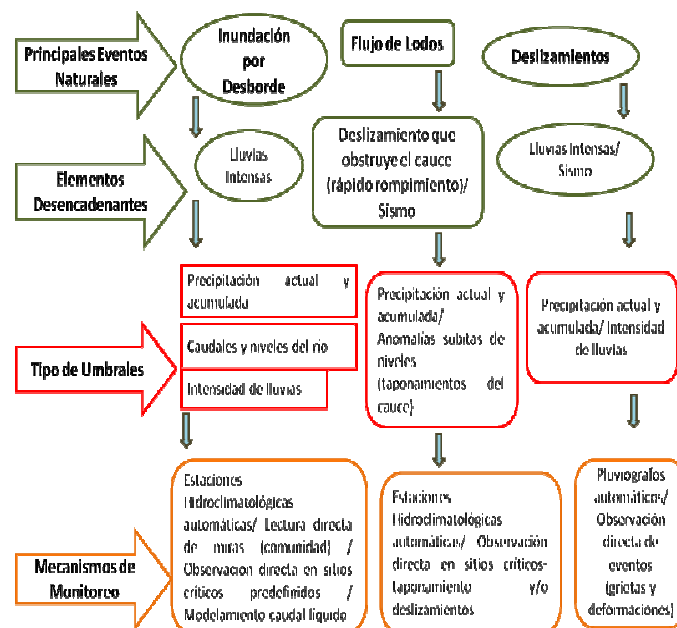 Principales Eventos
Naturales
Inundación
por
Desborde
Flujo de Lodos
Deslizamientos
Elementos
Desencadenantes
Lluvias
Intensas
Deslizamiento que
obstruye el cauce
(rápido rompimiento)/
Sismo
Lluvias Intensas/
Sismo
Tipo de Umbrales
Precipitación actual y
acumulada
Caudales y niveles del rio
Intensidad de lluvias
Precipitación actual y
acumulada/
Anomalías subitas de
niveles
(taponamientos del
cauce)
Precipitación actual y
acumulada/ Intensidad
de lluvias
Mecanismos de
Monitoreo
Estaciones
Hidroclimatológicas
automáticas/ Lectura directa
de miras (comunidad) /
Observacion directa en sitios
críticos predefinidos /
Modelamiento caudal líquido
Estaciones
Hidroclimatológicas
automáticas/ Observación
directa en sitios críticos-
taponamiento y/o
deslizamientos
Pluviografos
automáticos/
Observación
directa de
eventos
(grietas y
deformaciones)